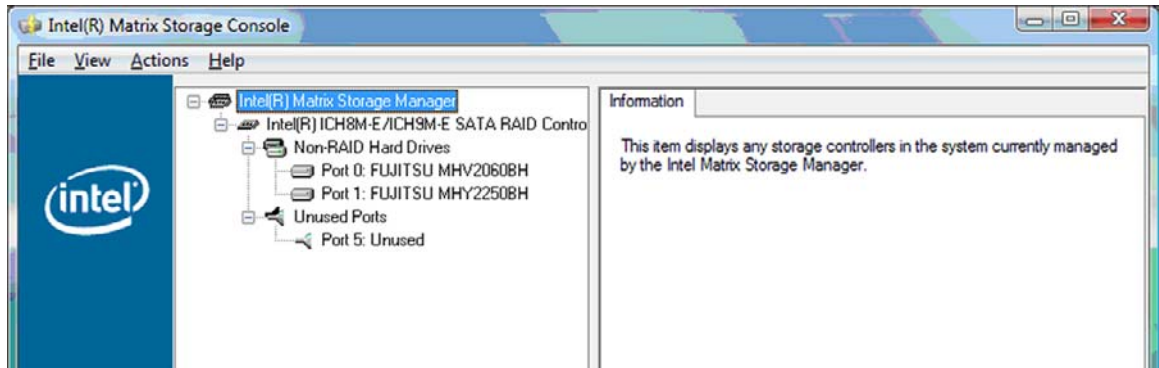 Intel(R) Matrix Storage Console
File View Actions Help
intel
Intel(R) Matrix Storage Manager
Intel(R) ICH8M-E/ICH9M-E SATA RAID Contro
Non-RAID Hard Drives
Port 0: FUJITSU MHV2060BH
Port 1: FUJITSU MHY2250BH
Unused Ports
Port 5: Unused
Information
This item displays any storage controllers in the system currently managed
by the Intel Matrix Storage Manager.